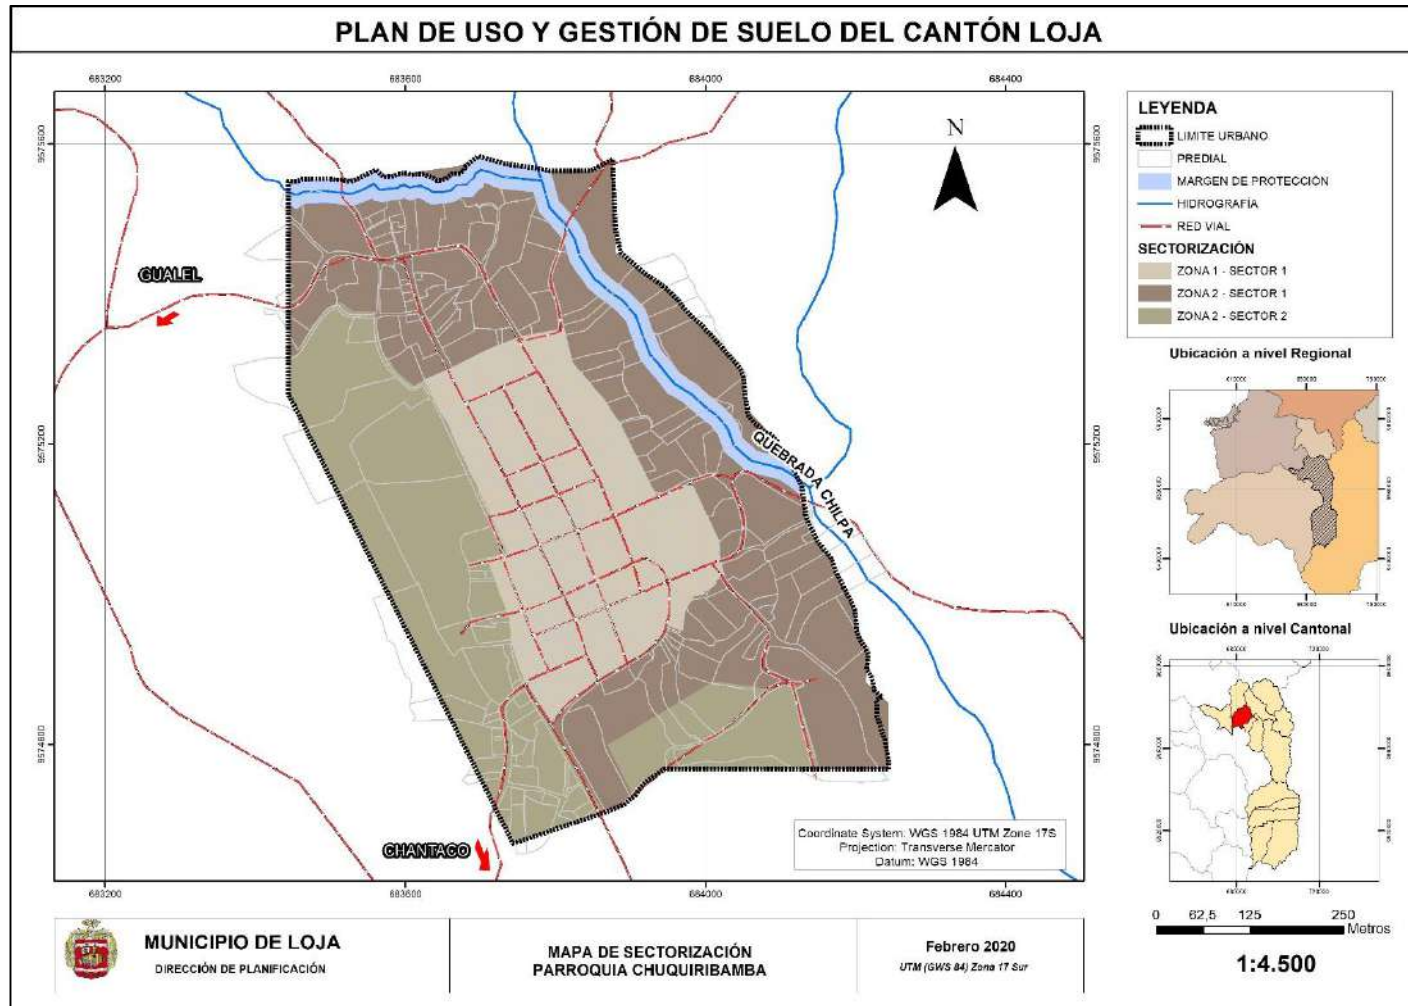 PLAN DE USO Y GESTIÓN DE SUELO DEL CANTÓN LOJA
683200 683600 684000 684400
9575600 9575600
9575200 9575200
9574800 9574800
683200 683600 684000 684400
N
GUALEL
QUEBRADA CHILPA
CHANTACO
Coordinate System: WGS 1984 UTM Zone 17S
Projection: Transverse Mercator
Datum: WGS 1984
LEYENDA
LIMITE URBANO
PREDIAL
MARGEN DE PROTECCIÓN
HIDROGRAFÍA
RED VIAL
SECTORIZACIÓN
ZONA 1 - SECTOR 1
ZONA 2 - SECTOR 1
ZONA 2 - SECTOR 2
Ubicación a nivel Regional
Ubicación a nivel Cantonal
0 62,5 125 250
Metros
1:4.500
MUNICIPIO DE LOJA
DIRECCIÓN DE PLANIFICACIÓN
MAPA DE SECTORIZACIÓN
PARROQUIA CHUQUIRIBAMBA
Febrero 2020
UTM (GWS 84) Zona 17 Sur